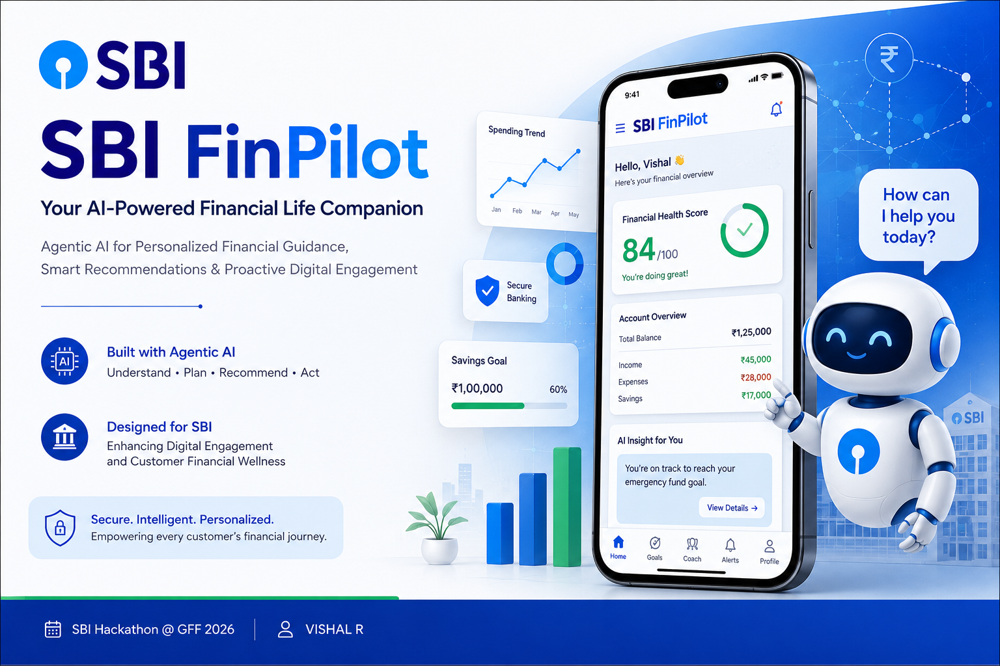 SBI
SBI FinPilot
Your AI-Powered Financial Life Companion
Agentic AI for Personalized Financial Guidance,
Smart Recommendations & Proactive Digital Engagement
AI
Built with Agentic AI
Understand • Plan • Recommend • Act
Designed for SBI
Enhancing Digital Engagement
and Customer Financial Wellness
Secure. Intelligent. Personalized.
Empowering every customer's financial journey.
SBI Hackathon @ GFF 2026
VISHAL R
Spending Trend
Jan Feb Mar Apr May
Secure
Banking
Savings Goal
₹1,00,000 60%
9:41
SBI FinPilot
Hello, Vishal 👋
Here's your financial overview
Financial Health Score
84/100
You're doing great!
Account Overview
Total Balance ₹1,25,000
Income ₹45,000
Expenses ₹28,000
Savings ₹17,000
AI Insight for You
You're on track to reach your
emergency fund goal.
View Details →
Home Goals Coach Alerts Profile
₹
How can
I help you
today?
SBI